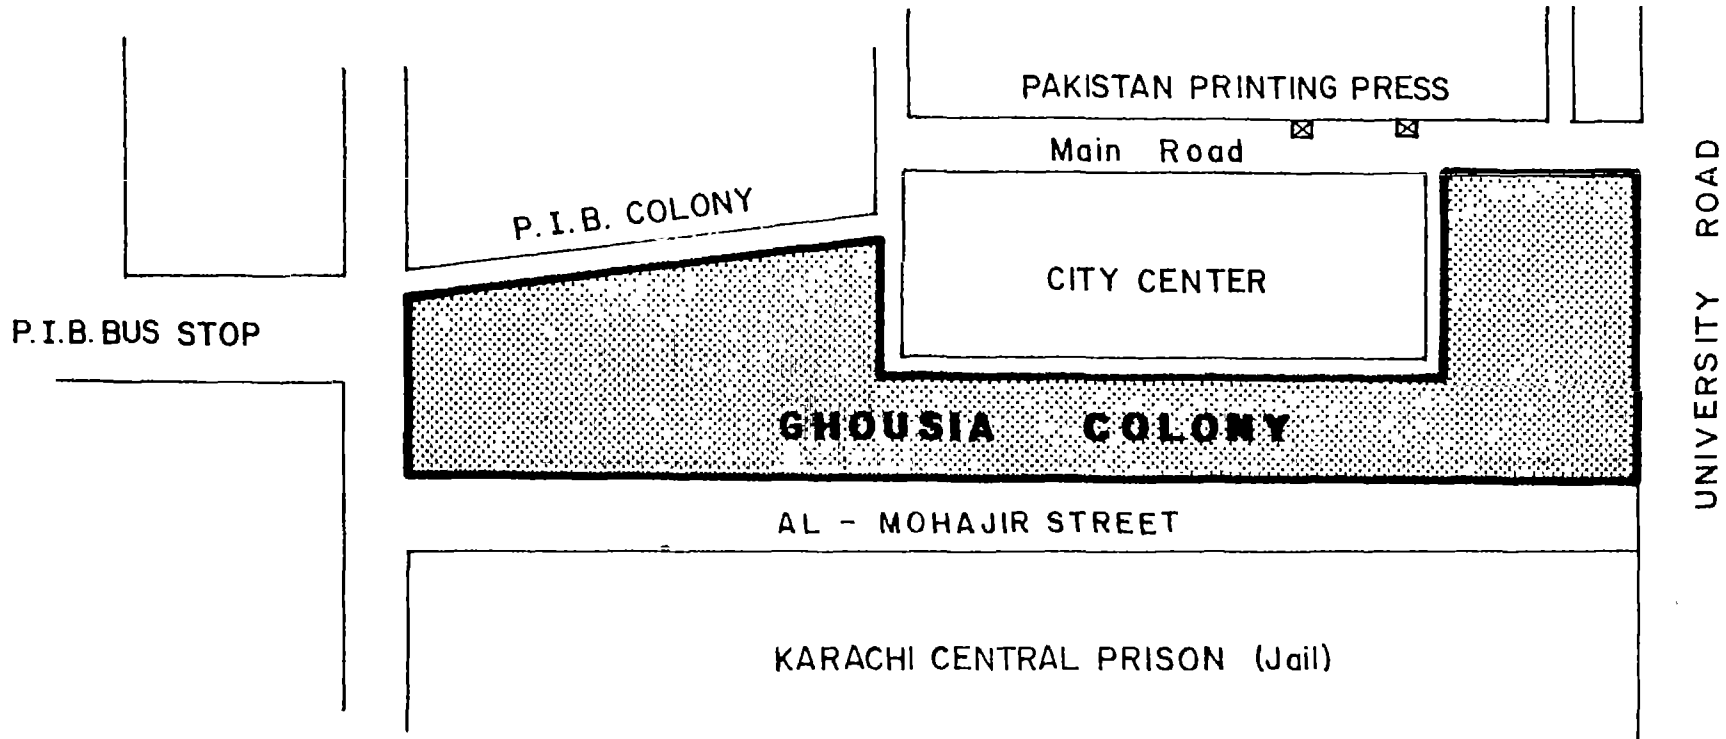 PAKISTAN PRINTING PRESS
Main Road
P.I.B. COLONY
CITY CENTER
P.I.B. BUS STOP
UNIVERSITY ROAD
GHOUSIA COLONY
AL - MOHAJIR STREET
KARACHI CENTRAL PRISON (Jail)